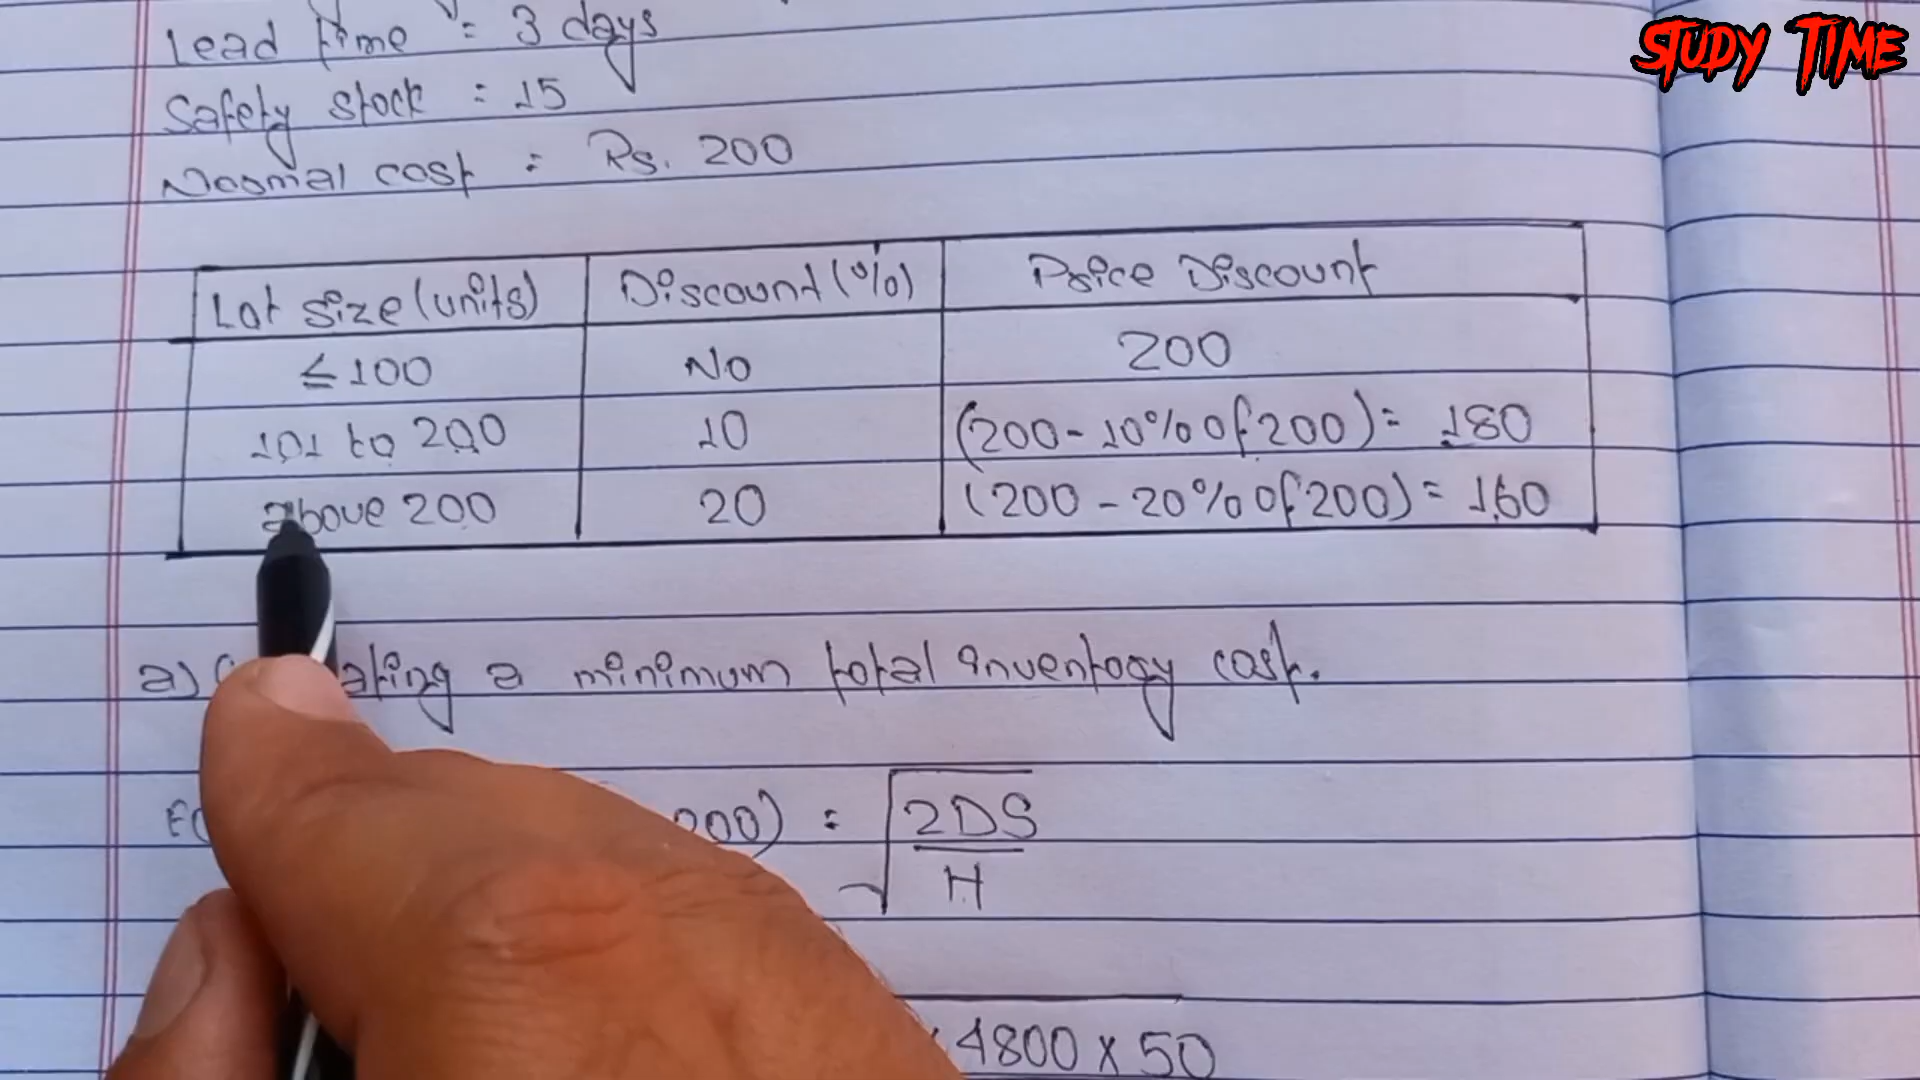 STUDY TIME
Lead time = 3 days
Safety stock = 15
Normal cost = Rs. 200
Lot size (units) Discount (%) Price Discount
≤ 100 No 200
101 to 200 10 (200 - 10% of 200) = 180
above 200 20 (200 - 20% of 200) = 160
a) a minimum total inventory cost.
200) = √2DS
H
4800 x 50